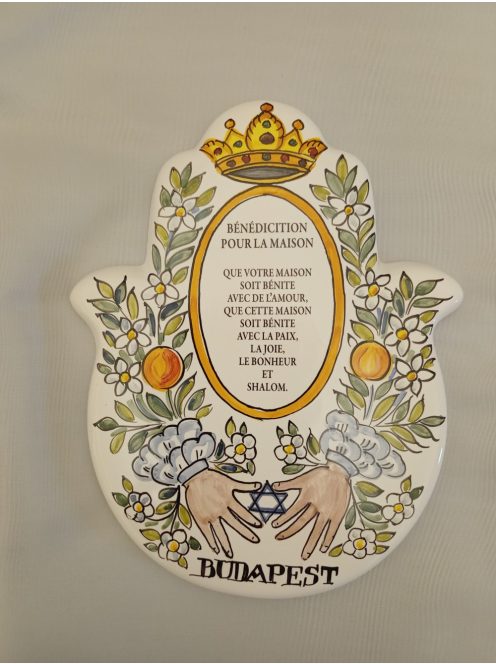 BÉNÉDICITION
POUR LA MAISON
QUE VOTRE MAISON
SOIT BÉNITE
AVEC DE L'AMOUR,
QUE CETTE MAISON
SOIT BÉNITE
AVEC LA PAIX,
LA JOIE,
LE BONHEUR
ET
SHALOM.
BUDAPEST